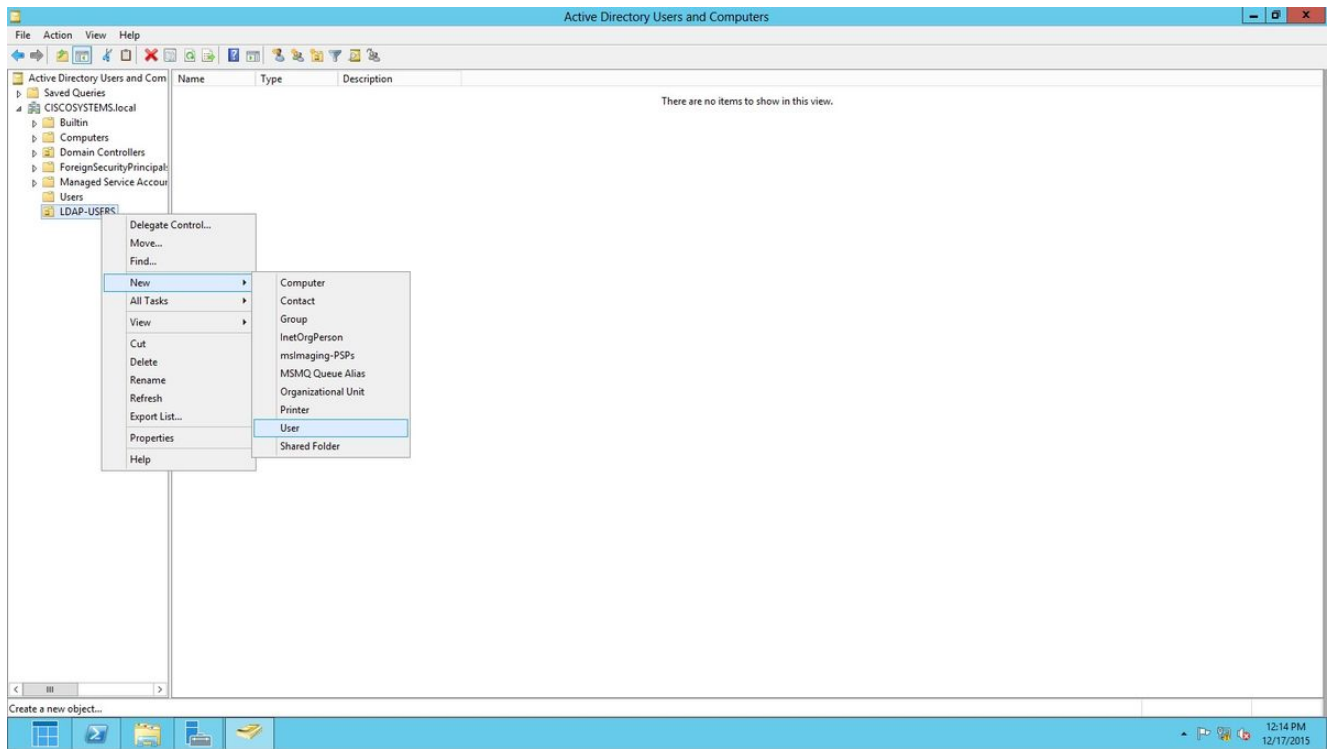 Active Directory Users and Computers
File Action View Help
Active Directory Users and Com
Name Type Description
Saved Queries
There are no items to show in this view.
CISCOSYSTEMS.local
Builtin
Computers
Domain Controllers
ForeignSecurityPrincipals
Managed Service Accour
Users
LDAP-USERS
Delegate Control...
Move...
Find...
New
All Tasks
View
Cut
Delete
Rename
Refresh
Export List...
Properties
Help
Computer
Contact
Group
InetOrgPerson
msImaging-PSPs
MSMQ Queue Alias
Organizational Unit
Printer
User
Shared Folder
Create a new object...
12:14 PM
12/17/2015